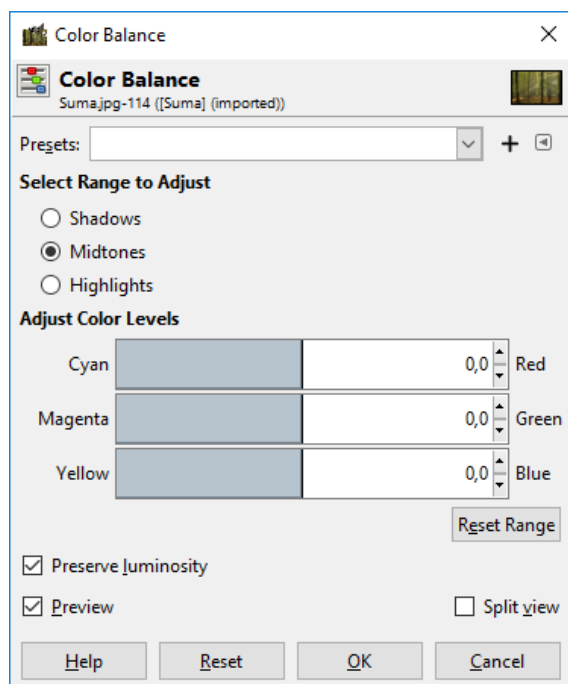 Color Balance
Color Balance
Suma.jpg-114 ([Suma] (imported))
Presets:
Select Range to Adjust
Shadows
Midtones
Highlights
Adjust Color Levels
Cyan 0,0 Red
Magenta 0,0 Green
Yellow 0,0 Blue
Reset Range
Preserve luminosity
Preview Split view
Help Reset OK Cancel